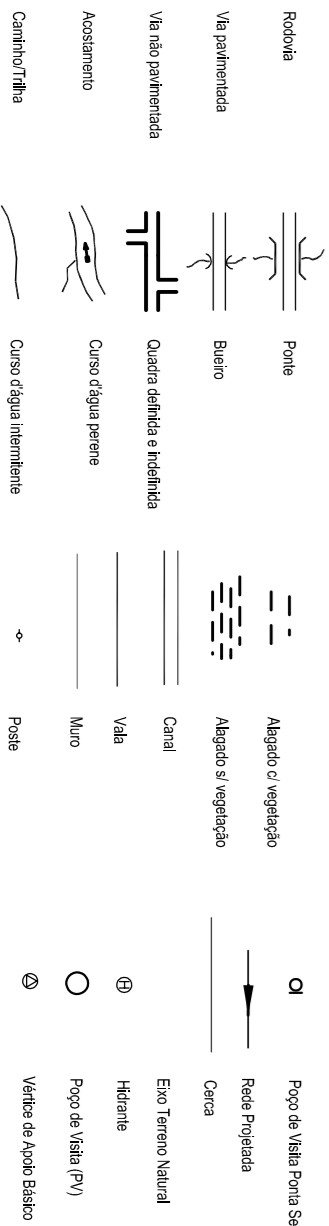 Rodovia
Via pavimentada
Via não pavimentada
Acostamento
Caminho/Trilha
Ponte
Bueiro
Quadra definida e indefinida
Curso d'água perene
Curso d'água intermitente
Alagado c/ vegetação
Alagado s/ vegetação
Canal
Vala
Muro
Poste
Poço de Visita Ponta Se
Rede Projetada
Cerca
Eixo Terreno Natural
H
Hidrante
Poço de Visita (PV)
Vértice de Apoio Básico